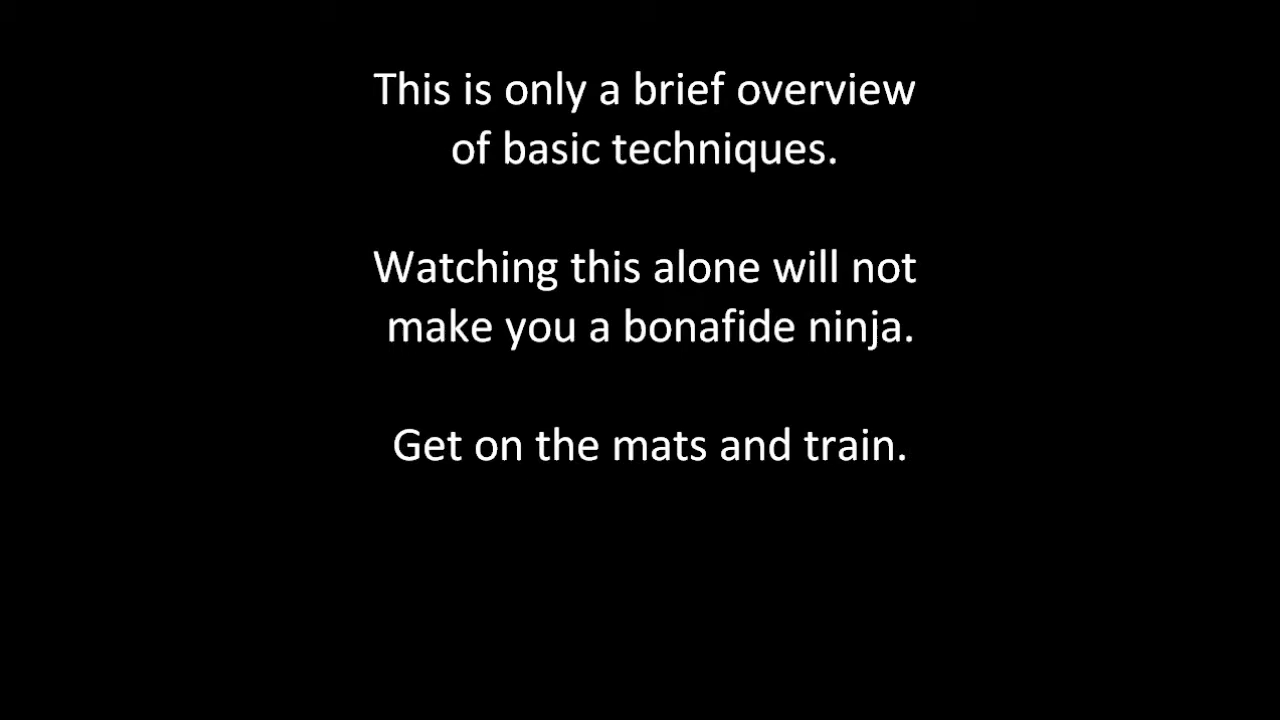 This is only a brief overview
of basic techniques.
Watching this alone will not
make you a bonafide ninja.
Get on the mats and train.